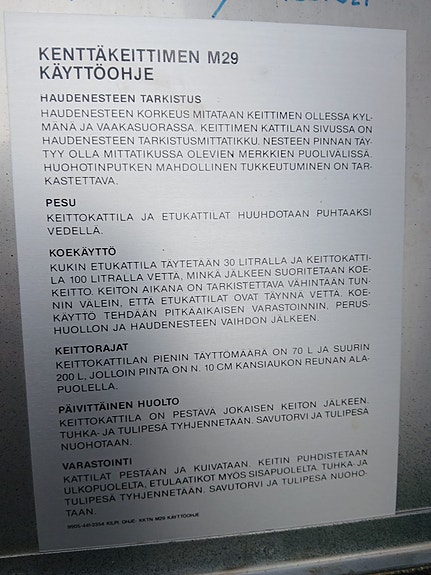 KENTTÄKEITTIMEN M29
KÄYTTÖOHJE
HAUDENESTEEN TARKISTUS
HAUDENESTEEN KORKEUS MITATAAN KEITTIMEN OLLESSA KYL-
MÄNÄ JA VAAKASUORASSA. KEITTIMEN KATTILAN SIVUSSA ON
HAUDENESTEEN TARKISTUSMITTATIKKU. NESTEEN PINNAN TÄY-
TYY OLLA MITTATIKUSSA OLEVIEN MERKKIEN PUOLIVÄLISSÄ.
HUOHOTINPUTKEN MAHDOLLINEN TUKKEUTUMINEN ON TAR-
KASTETTAVA.
PESU
KEITTOKATTILA JA ETUKATTILAT HUUHDOTAAN PUHTAAKSI
VEDELLÄ.
KOEKÄYTTÖ
KUKIN ETUKATTILA TÄYTETÄÄN 30 LITRALLA JA KEITTOKATTI-
LA 100 LITRALLA VETTÄ, MINKÄ JÄLKEEN SUORITETAAN KOE-
KEITTO. KEITON AIKANA ON TARKISTETTAVA VÄHINTÄÄN TUN-
NIN VÄLEIN, ETTÄ ETUKATTILAT OVAT TÄYNNÄ VETTÄ. KOE-
KÄYTTÖ TEHDÄÄN PITKÄAIKAISEN VARASTOINNIN, PERUS-
HUOLLON JA HAUDENESTEEN VAIHDON JÄLKEEN.
KEITTORAJAT
KEITTOKATTILAN PIENIN TÄYTTÖMÄÄRÄ ON 70 L JA SUURIN
200 L, JOLLOIN PINTA ON N. 10 CM KANSIAUKON REUNAN ALA-
PUOLELLA.
PÄIVITTÄINEN HUOLTO
KEITTOKATTILA ON PESTÄVÄ JOKAISEN KEITON JÄLKEEN.
TUHKA- JA TULIPESÄ TYHJENNETÄÄN. SAVUTORVI JA TULIPESÄ
NUOHOTAAN.
VARASTOINTI
KATTILAT PESTÄÄN JA KUIVATAAN. KEITIN PUHDISTETAAN
ULKOPUOLELTA, ETULAATIKOT MYÖS SISÄPUOLELTA. TUHKA- JA
TULIPESÄ TYHJENNETÄÄN. SAVUTORVI JA TULIPESÄ NUOHO-
TAAN.
KILPI, OHJE: KKTN M29 KÄYTTÖOHJE